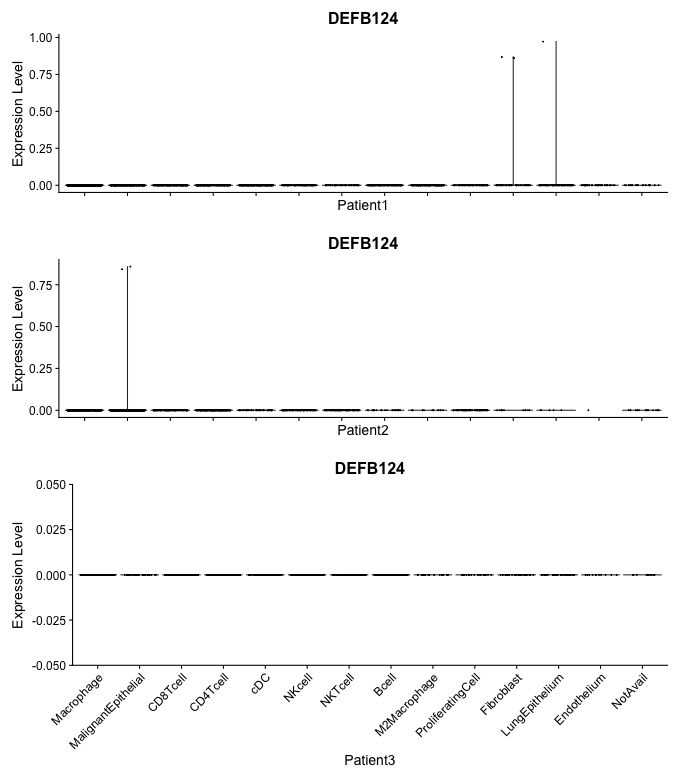 DEFB124
Expression Level
1.00
0.75
0.50
0.25
0.00
Patient1
DEFB124
Expression Level
0.75
0.50
0.25
0.00
Patient2
DEFB124
Expression Level
0.050
0.025
0.000
-0.025
-0.050
Macrophage
MalignantEpithelial
CD8Tcell
CD4Tcell
cDC
NKcell
NKTcell
Bcell
M2Macrophage
ProliferatingCell
Fibroblast
LungEpithelium
Endothelium
NotAvail
Patient3